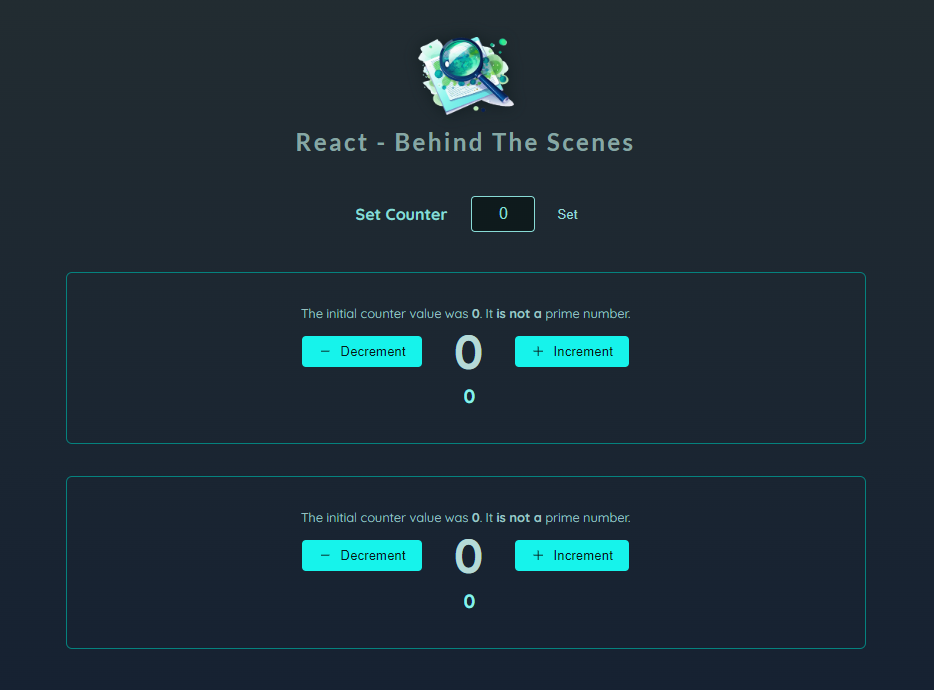 React - Behind The Scenes
Set Counter 0 Set
The initial counter value was 0. It is not a prime number.
− Decrement 0 + Increment
0
The initial counter value was 0. It is not a prime number.
− Decrement 0 + Increment
0